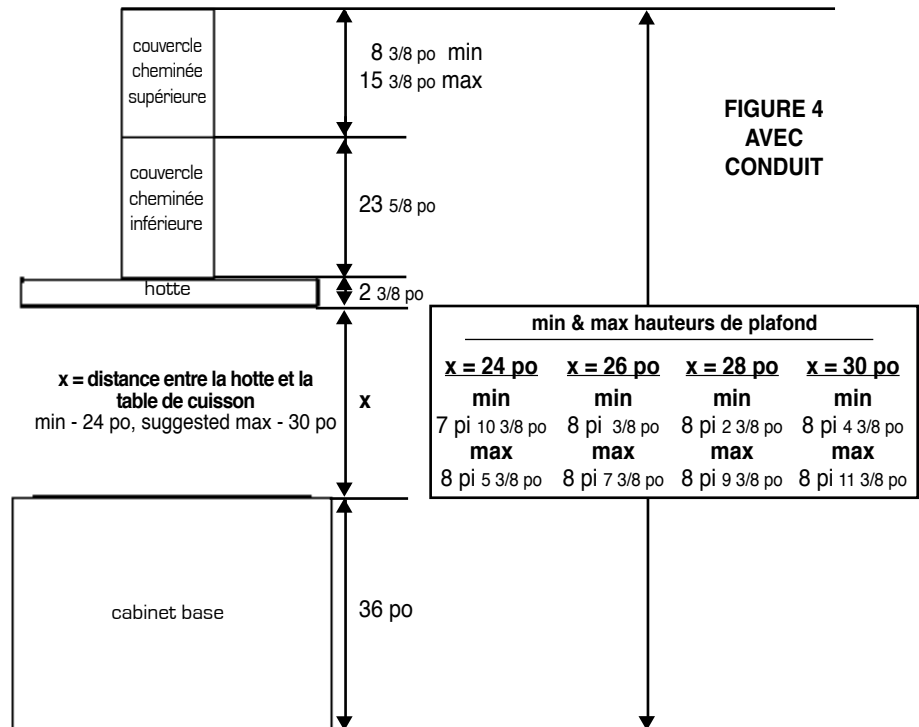 couvercle
cheminée
supérieure
8 3/8 po min
15 3/8 po max
FIGURE 4
AVEC
CONDUIT
couvercle
cheminée
inférieure
23 5/8 po
hotte
2 3/8 po
x = distance entre la hotte et la
table de cuisson
min - 24 po, suggested max - 30 po
x
min & max hauteurs de plafond
x = 24 po x = 26 po x = 28 po x = 30 po
min min min min
7 pi 10 3/8 po 8 pi 3/8 po 8 pi 2 3/8 po 8 pi 4 3/8 po
max max max max
8 pi 5 3/8 po 8 pi 7 3/8 po 8 pi 9 3/8 po 8 pi 11 3/8 po
cabinet base
36 po